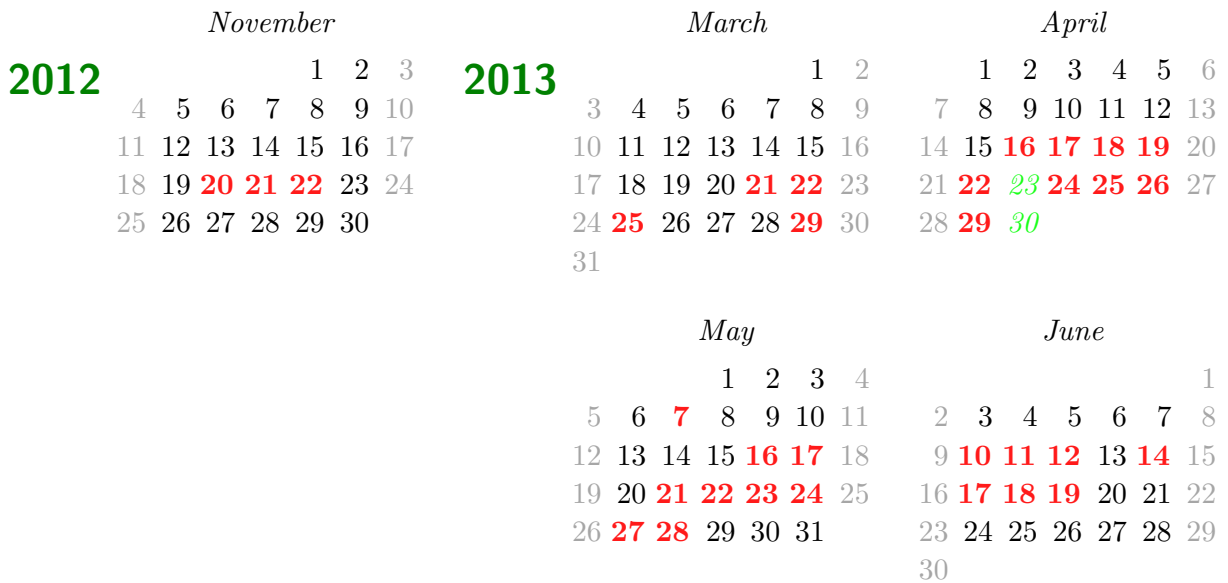 November
2012
1 2 3
4 5 6 7 8 9 10
11 12 13 14 15 16 17
18 19 20 21 22 23 24
25 26 27 28 29 30
2013
March
1 2
3 4 5 6 7 8 9
10 11 12 13 14 15 16
17 18 19 20 21 22 23
24 25 26 27 28 29 30
31
April
1 2 3 4 5 6
7 8 9 10 11 12 13
14 15 16 17 18 19 20
21 22 23 24 25 26 27
28 29 30
May
1 2 3 4
5 6 7 8 9 10 11
12 13 14 15 16 17 18
19 20 21 22 23 24 25
26 27 28 29 30 31
June
1
2 3 4 5 6 7 8
9 10 11 12 13 14 15
16 17 18 19 20 21 22
23 24 25 26 27 28 29
30